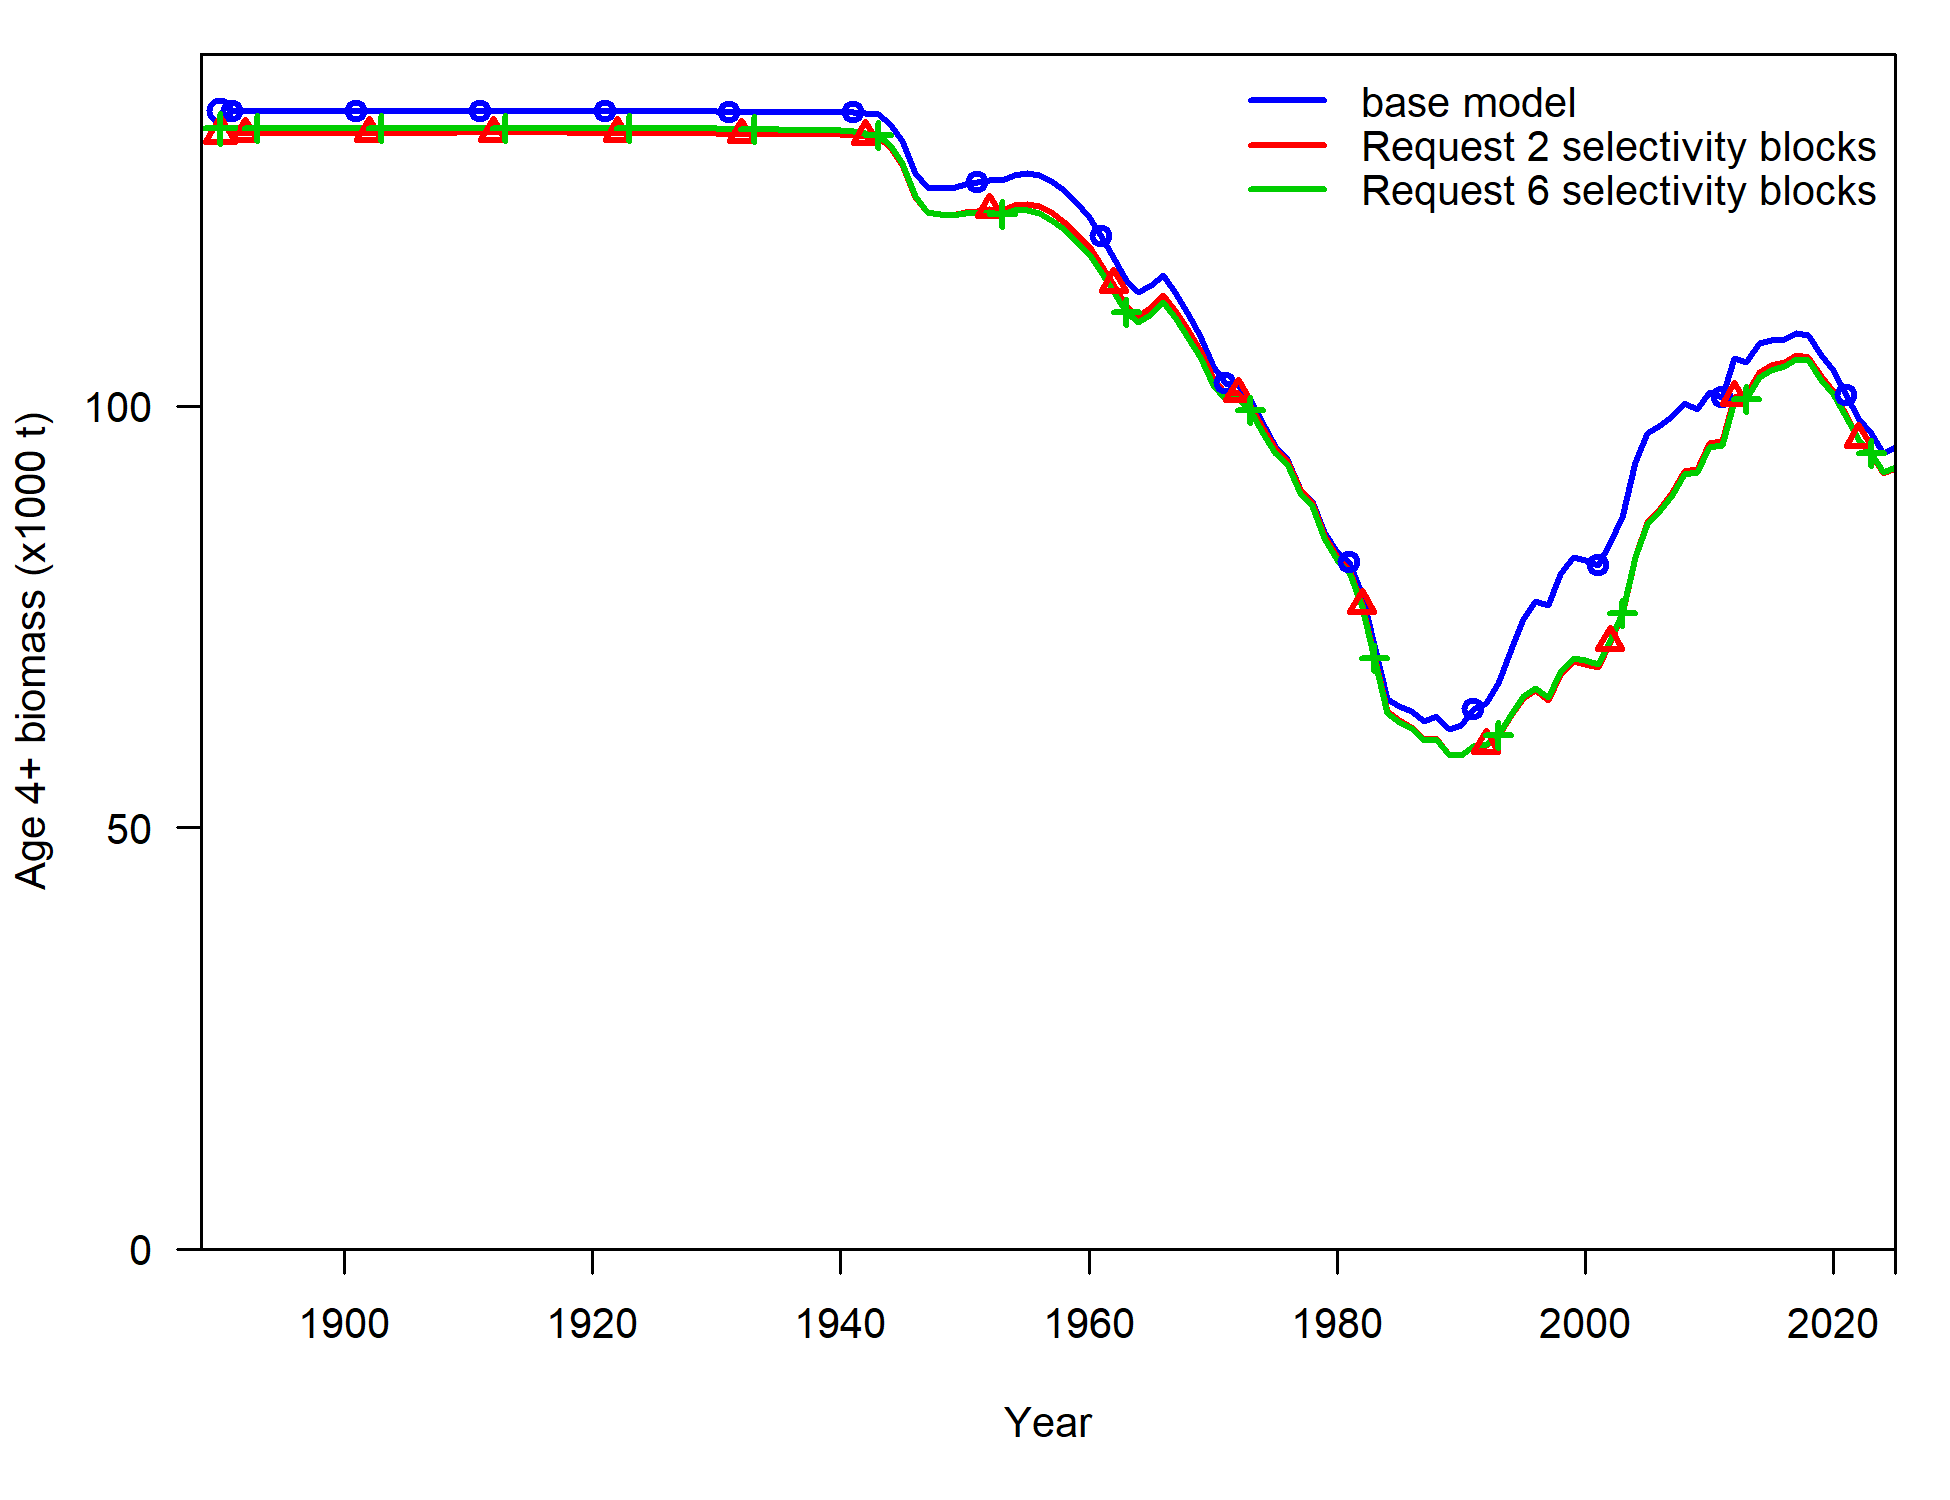 base model
Request 2 selectivity blocks
Request 6 selectivity blocks
Age 4+ biomass (x1000 t)
100
50
0
1900 1920 1940 1960 1980 2000 2020
Year